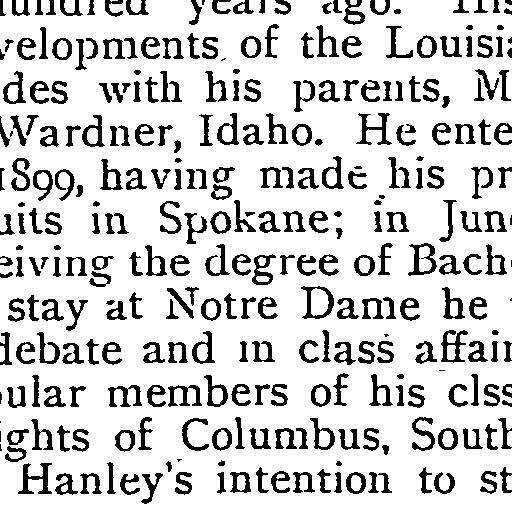 hundred years ago. His
velopments of the Louisia
des with his parents, M
Wardner, Idaho. He ente
1899, having made his pr
uits in Spokane; in June
eiving the degree of Bach
stay at Notre Dame he
debate and in class affair
pular members of his clss
ights of Columbus, South
Hanley's intention to st